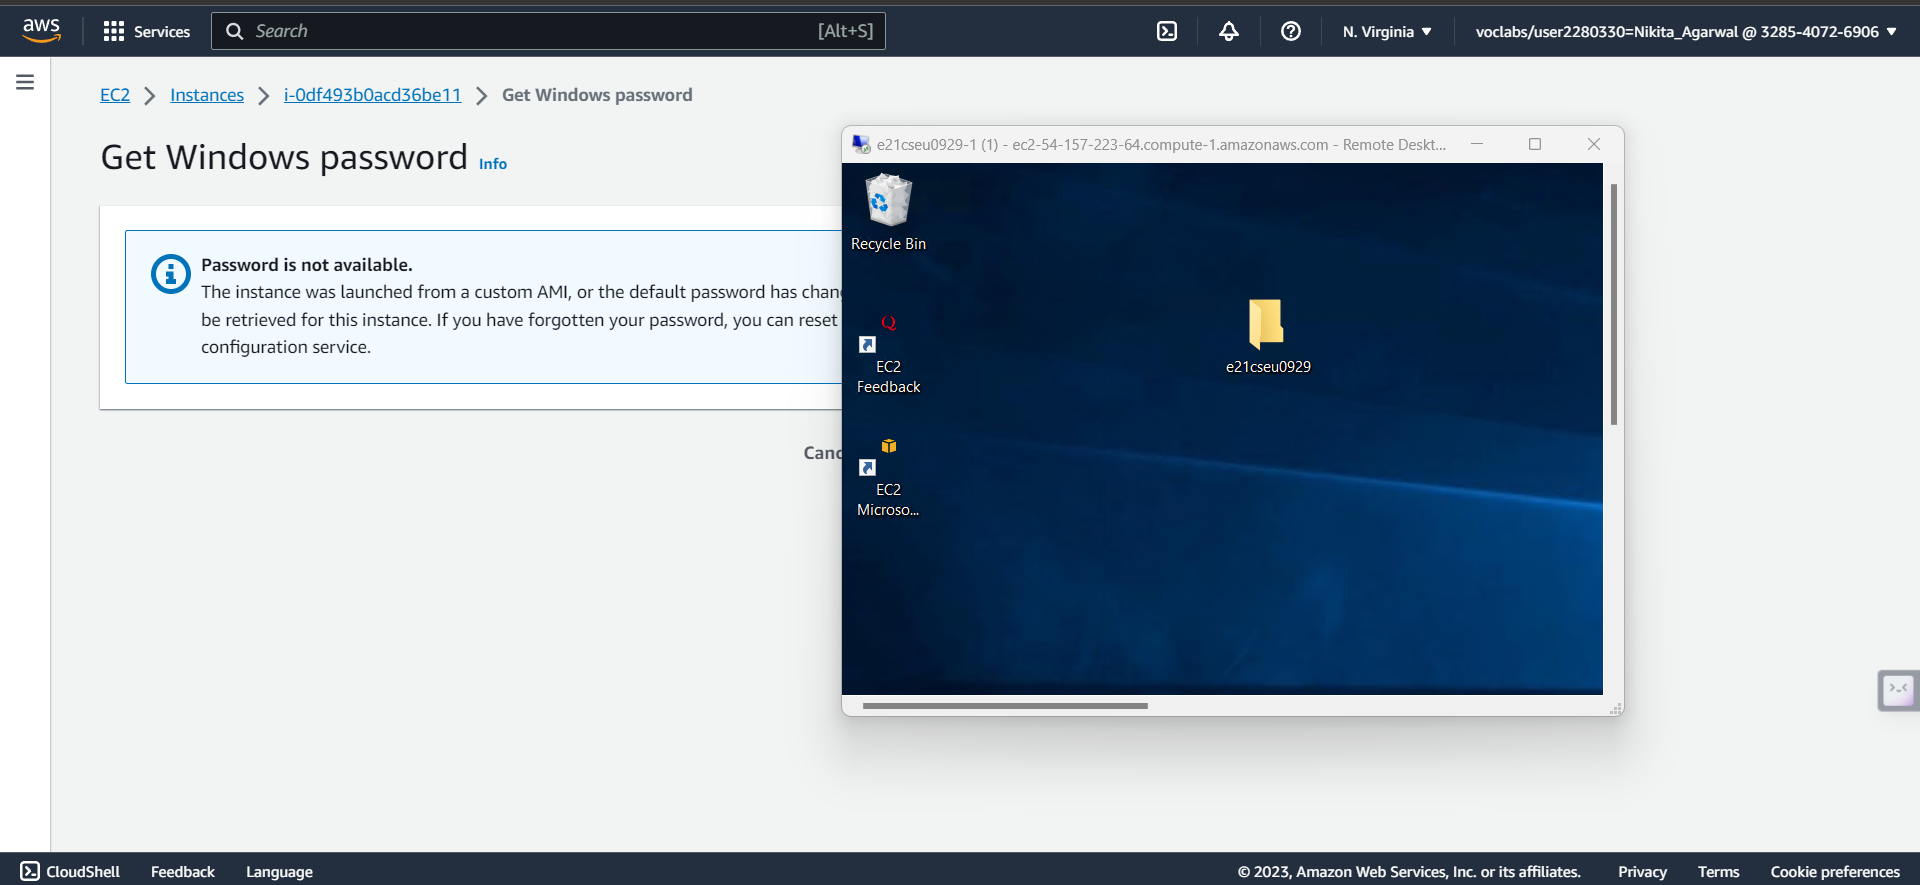 aws
Services
Search
[Alt+S]
N. Virginia
voclabs/user2280330=Nikita_Agarwal @ 3285-4072-6906
EC2
Instances
i-0df493b0acd36be11
Get Windows password
Get Windows password
Info
Password is not available.
The instance was launched from a custom AMI, or the default password has chan
be retrieved for this instance. If you have forgotten your password, you can reset
configuration service.
Canc
e21cseu0929-1 (1) - ec2-54-157-223-64.compute-1.amazonaws.com - Remote Deskt...
Recycle Bin
EC2
Feedback
EC2
Microso...
e21cseu0929
CloudShell
Feedback
Language
© 2023, Amazon Web Services, Inc. or its affiliates.
Privacy
Terms
Cookie preferences